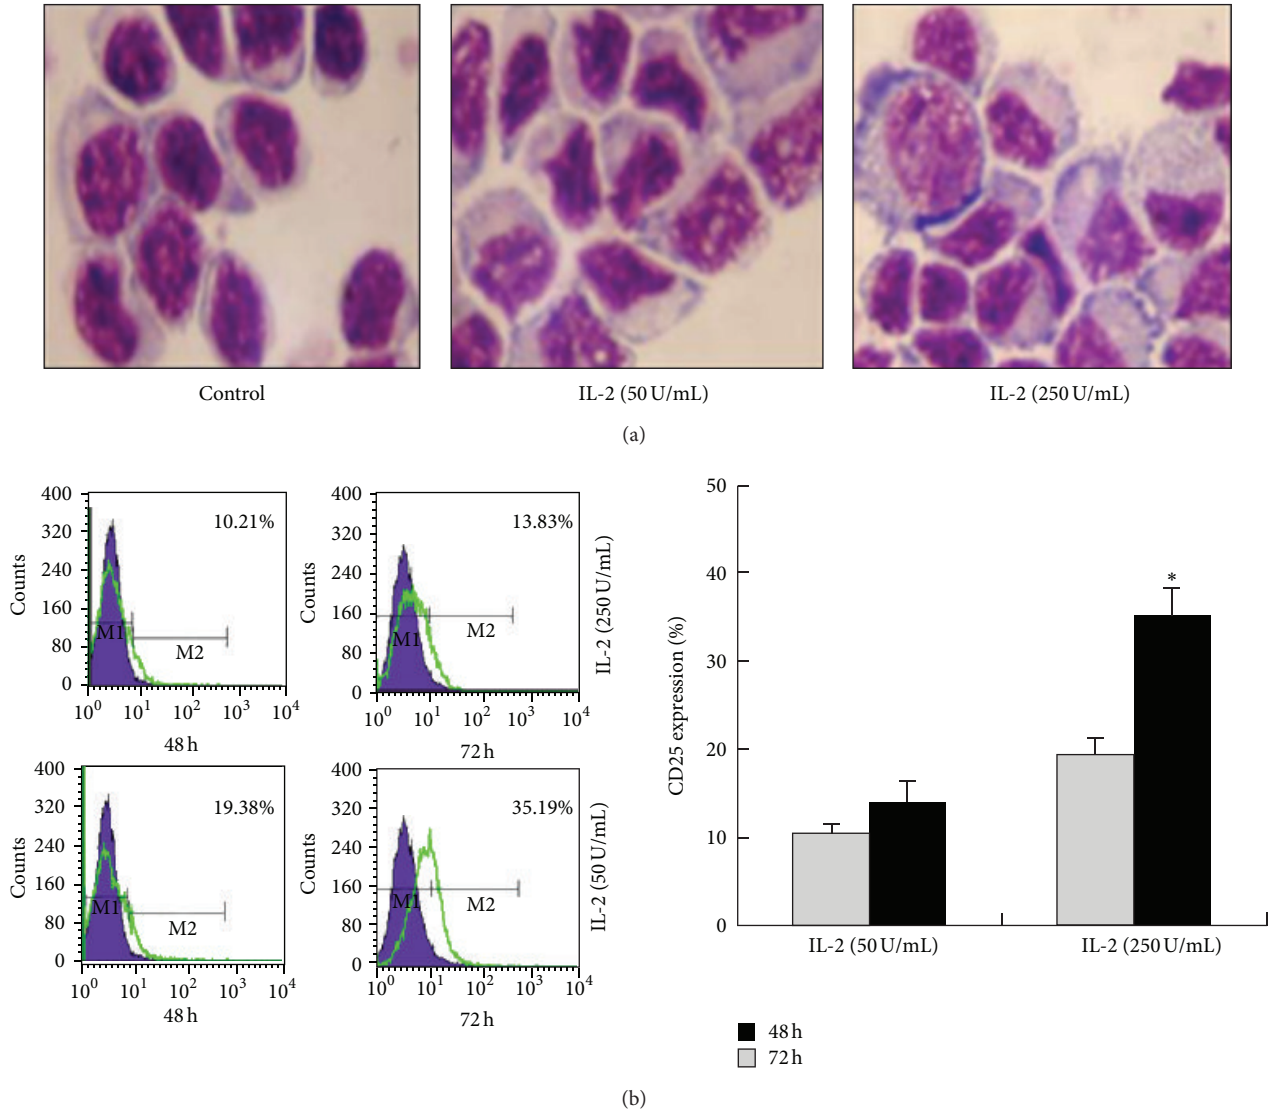 Control
IL-2 (50 U/mL)
IL-2 (250 U/mL)
(a)
400
320
240
160
80
0
Counts
10.21%
M1
M2
10^0 10^1 10^2 10^3 10^4
48 h
400
320
240
160
80
0
Counts
13.83%
M1
M2
10^0 10^1 10^2 10^3 10^4
72 h
IL-2 (250 U/mL)
400
320
240
160
80
0
Counts
19.38%
M1
M2
10^0 10^1 10^2 10^3 10^4
48 h
400
320
240
160
80
0
Counts
35.19%
M1
M2
10^0 10^1 10^2 10^3 10^4
72 h
IL-2 (50 U/mL)
50
40
30
20
10
0
CD25 expression (%)
*
IL-2 (50 U/mL)
IL-2 (250 U/mL)
48 h
72 h
(b)